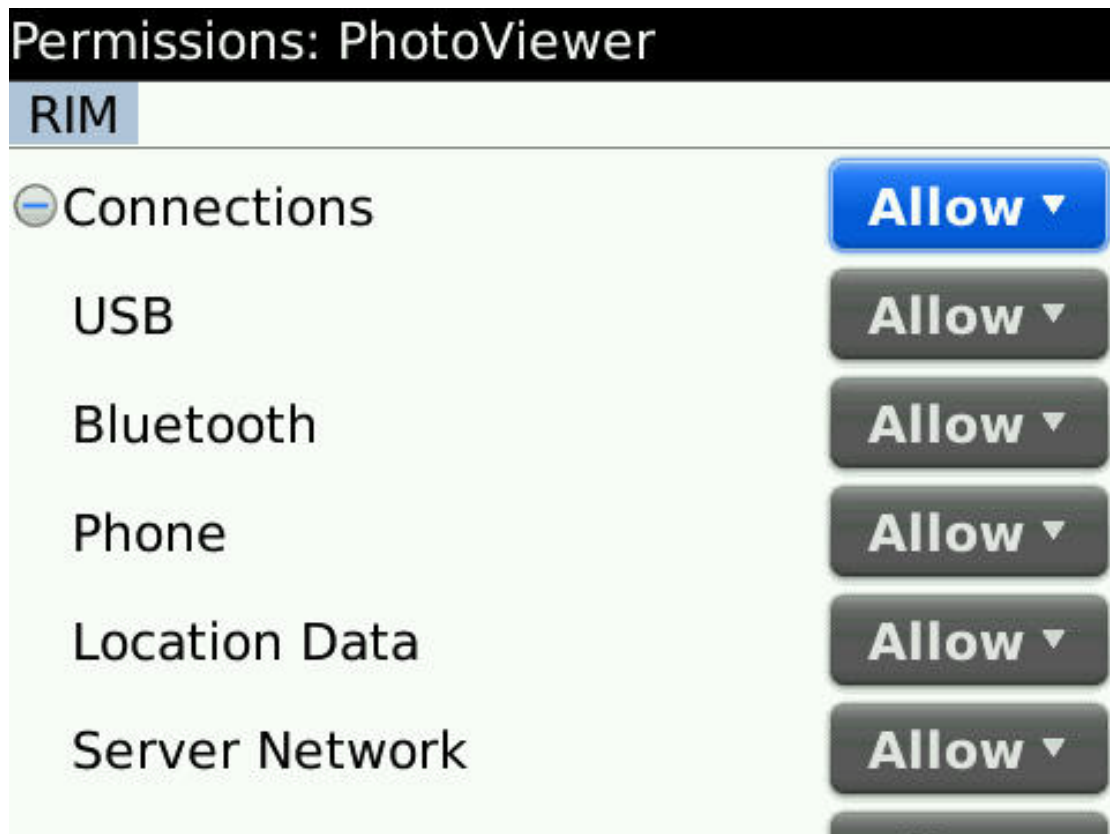 Permissions: PhotoViewer
RIM
Connections Allow
USB Allow
Bluetooth Allow
Phone Allow
Location Data Allow
Server Network Allow